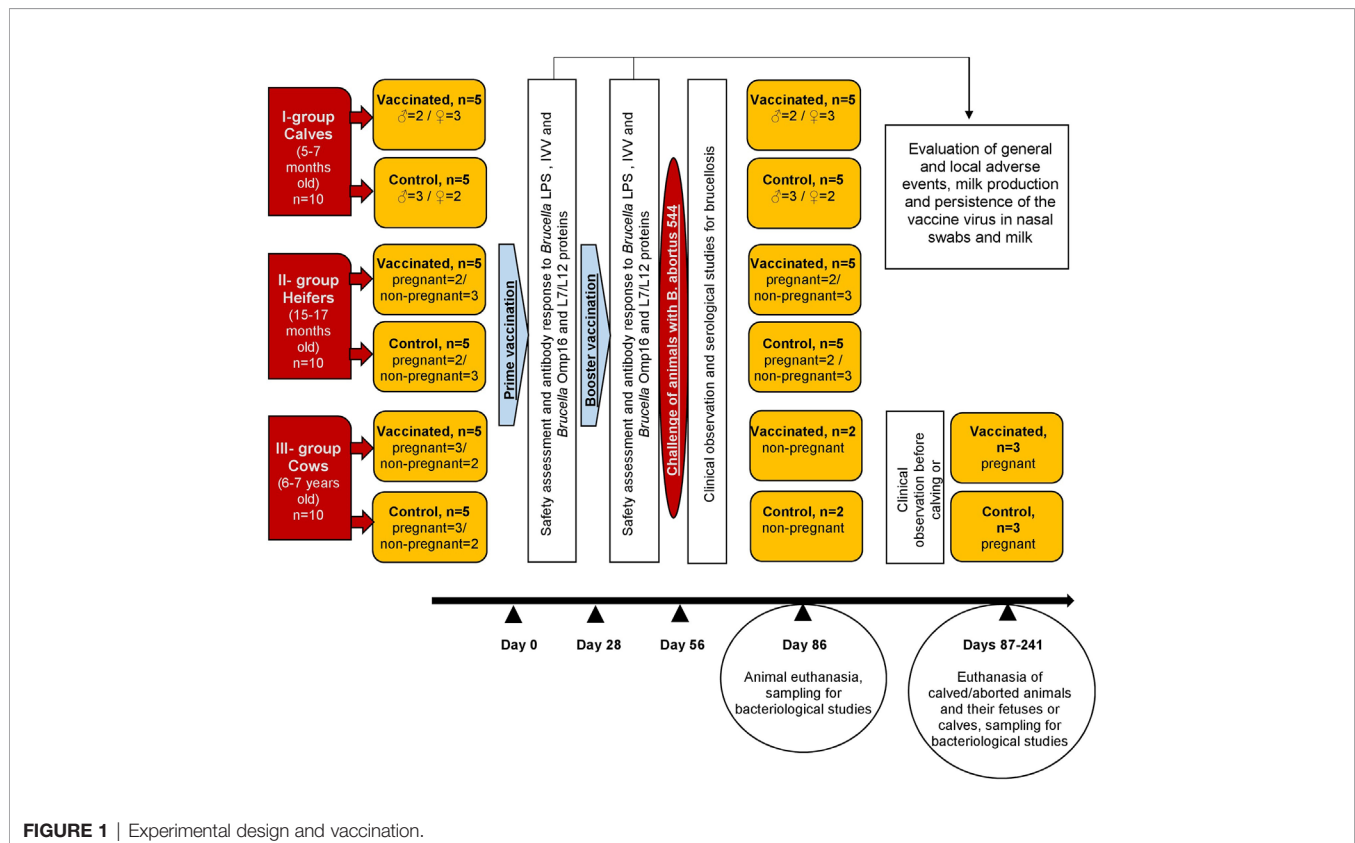 I-group
Calves
(5-7
months
old)
n=10
Vaccinated, n=5
♂=2 / ♀=3
Control, n=5
♂=3 / ♀=2
II- group
Heifers
(15-17
months
old)
n=10
Vaccinated, n=5
pregnant=2/
non-pregnant=3
Control, n=5
pregnant=2/
non-pregnant=3
III- group
Cows
(6-7 years
old)
n=10
Vaccinated, n=5
pregnant=3/
non-pregnant=2
Control, n=5
pregnant=3/
non-pregnant=2
Prime vaccination
Safety assessment and antibody response to Brucella LPS , IVV and
Brucella Omp16 and L7/L12 proteins
Booster vaccination
Safety assessment and antibody response to Brucella LPS , IVV and
Brucella Omp16 and L7/L12 proteins
Challenge of animals with B. abortus 544
Clinical observation and serological studies for brucellosis
Vaccinated, n=5
♂=2 / ♀=3
Control, n=5
♂=3 / ♀=2
Vaccinated, n=5
pregnant=2/
non-pregnant=3
Control, n=5
pregnant=2 /
non-pregnant=3
Vaccinated, n=2
non-pregnant
Control, n=2
non-pregnant
Evaluation of general
and local adverse
events, milk production
and persistence of the
vaccine virus in nasal
swabs and milk
Clinical
observation before
calving or
Vaccinated,
n=3
pregnant
Control,
n=3
pregnant
Day 0
Day 28
Day 56
Day 86
Animal euthanasia,
sampling for
bacteriological studies
Days 87-241
Euthanasia of
calved/aborted animals
and their fetuses or
calves, sampling for
bacteriological studies
FIGURE 1 | Experimental design and vaccination.